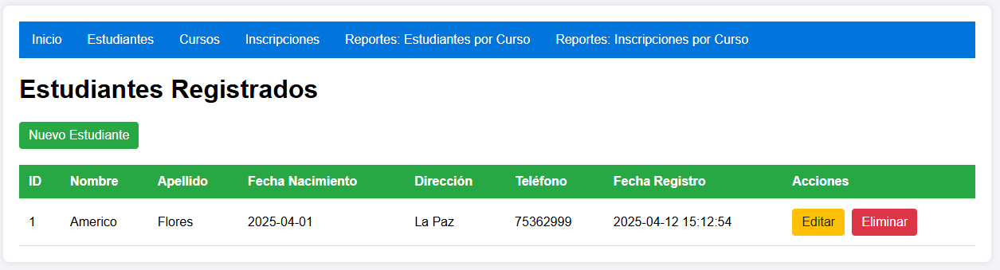 Inicio Estudiantes Cursos Inscripciones Reportes: Estudiantes por Curso Reportes: Inscripciones por Curso
Estudiantes Registrados
Nuevo Estudiante
ID Nombre Apellido Fecha Nacimiento Dirección Teléfono Fecha Registro Acciones
1 Americo Flores 2025-04-01 La Paz 75362999 2025-04-12 15:12:54 Editar Eliminar